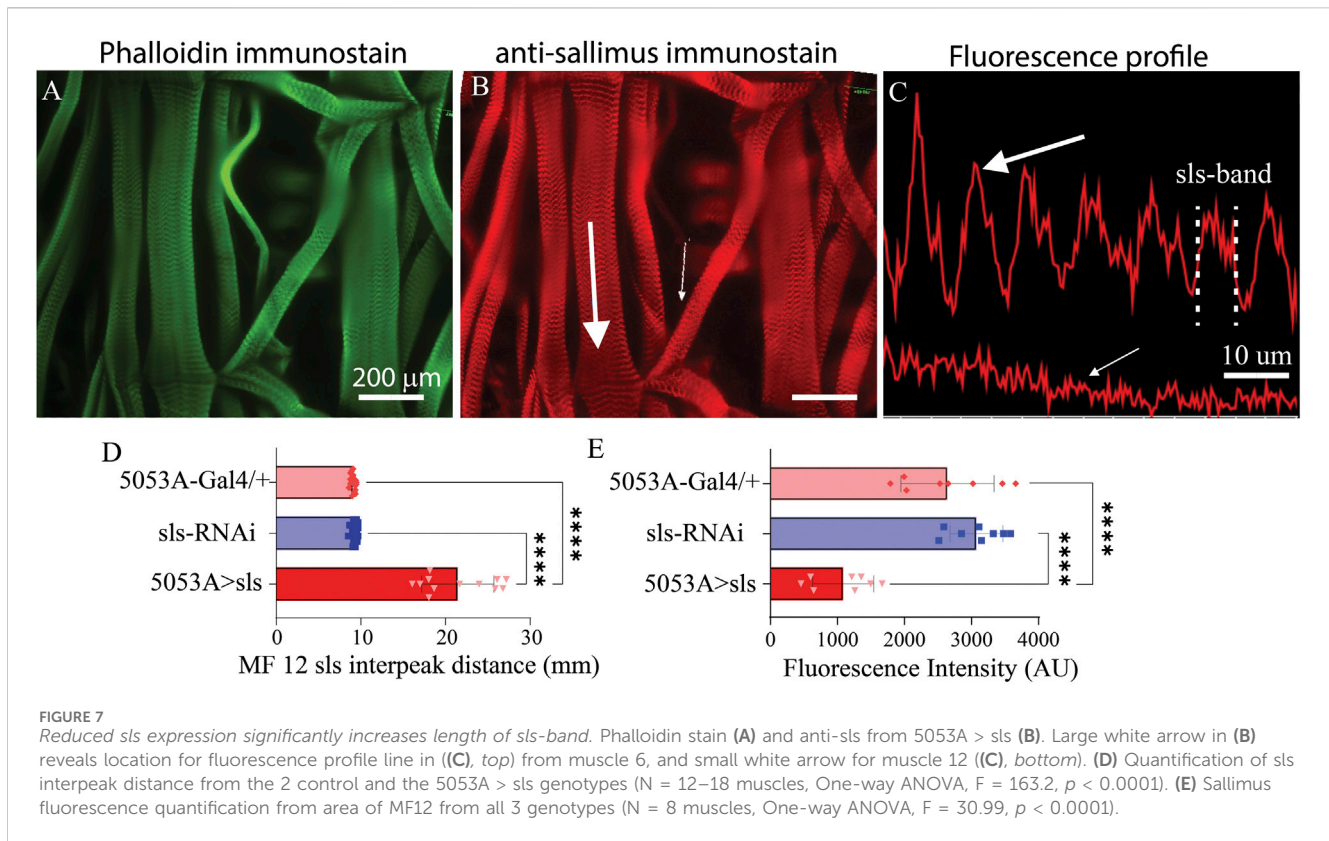 Phalloidin immunostain
anti-sallimus immunostain
Fluorescence profile
A
200 μm
B
C
sls-band
10 um
D
5053A-Gal4/+
sls-RNAi
5053A>sls
****
****
0
10
20
30
MF 12 sls interpeak distance (mm)
E
5053A-Gal4/+
sls-RNAi
5053A>sls
****
****
0
1000
2000
3000
4000
Fluorescence Intensity (AU)
FIGURE 7
Reduced sls expression significantly increases length of sls-band. Phalloidin stain (A) and anti-sls from 5053A > sls (B). Large white arrow in (B)
reveals location for fluorescence profile line in ((C), top) from muscle 6, and small white arrow for muscle 12 ((C), bottom). (D) Quantification of sls
interpeak distance from the 2 control and the 5053A > sls genotypes (N = 12–18 muscles, One-way ANOVA, F = 163.2, p < 0.0001). (E) Sallimus
fluorescence quantification from area of MF12 from all 3 genotypes (N = 8 muscles, One-way ANOVA, F = 30.99, p < 0.0001).